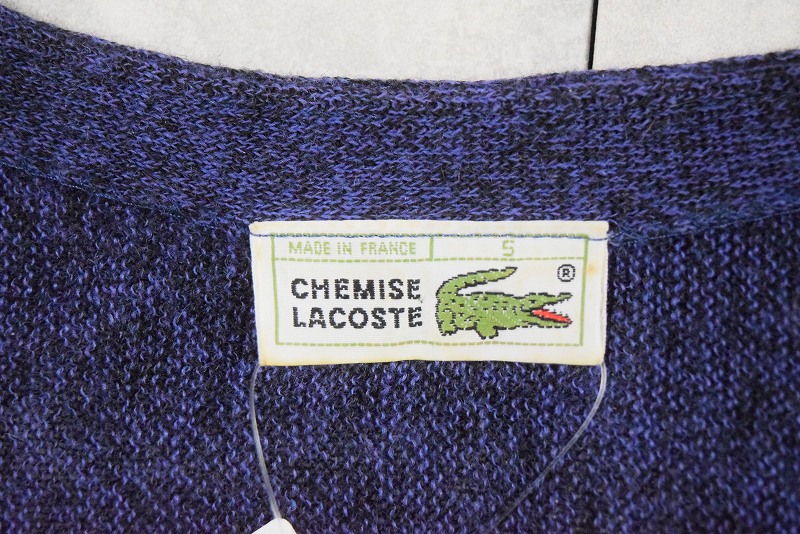 MADE IN FRANCE 5
CHEMISE
LACOSTE
®